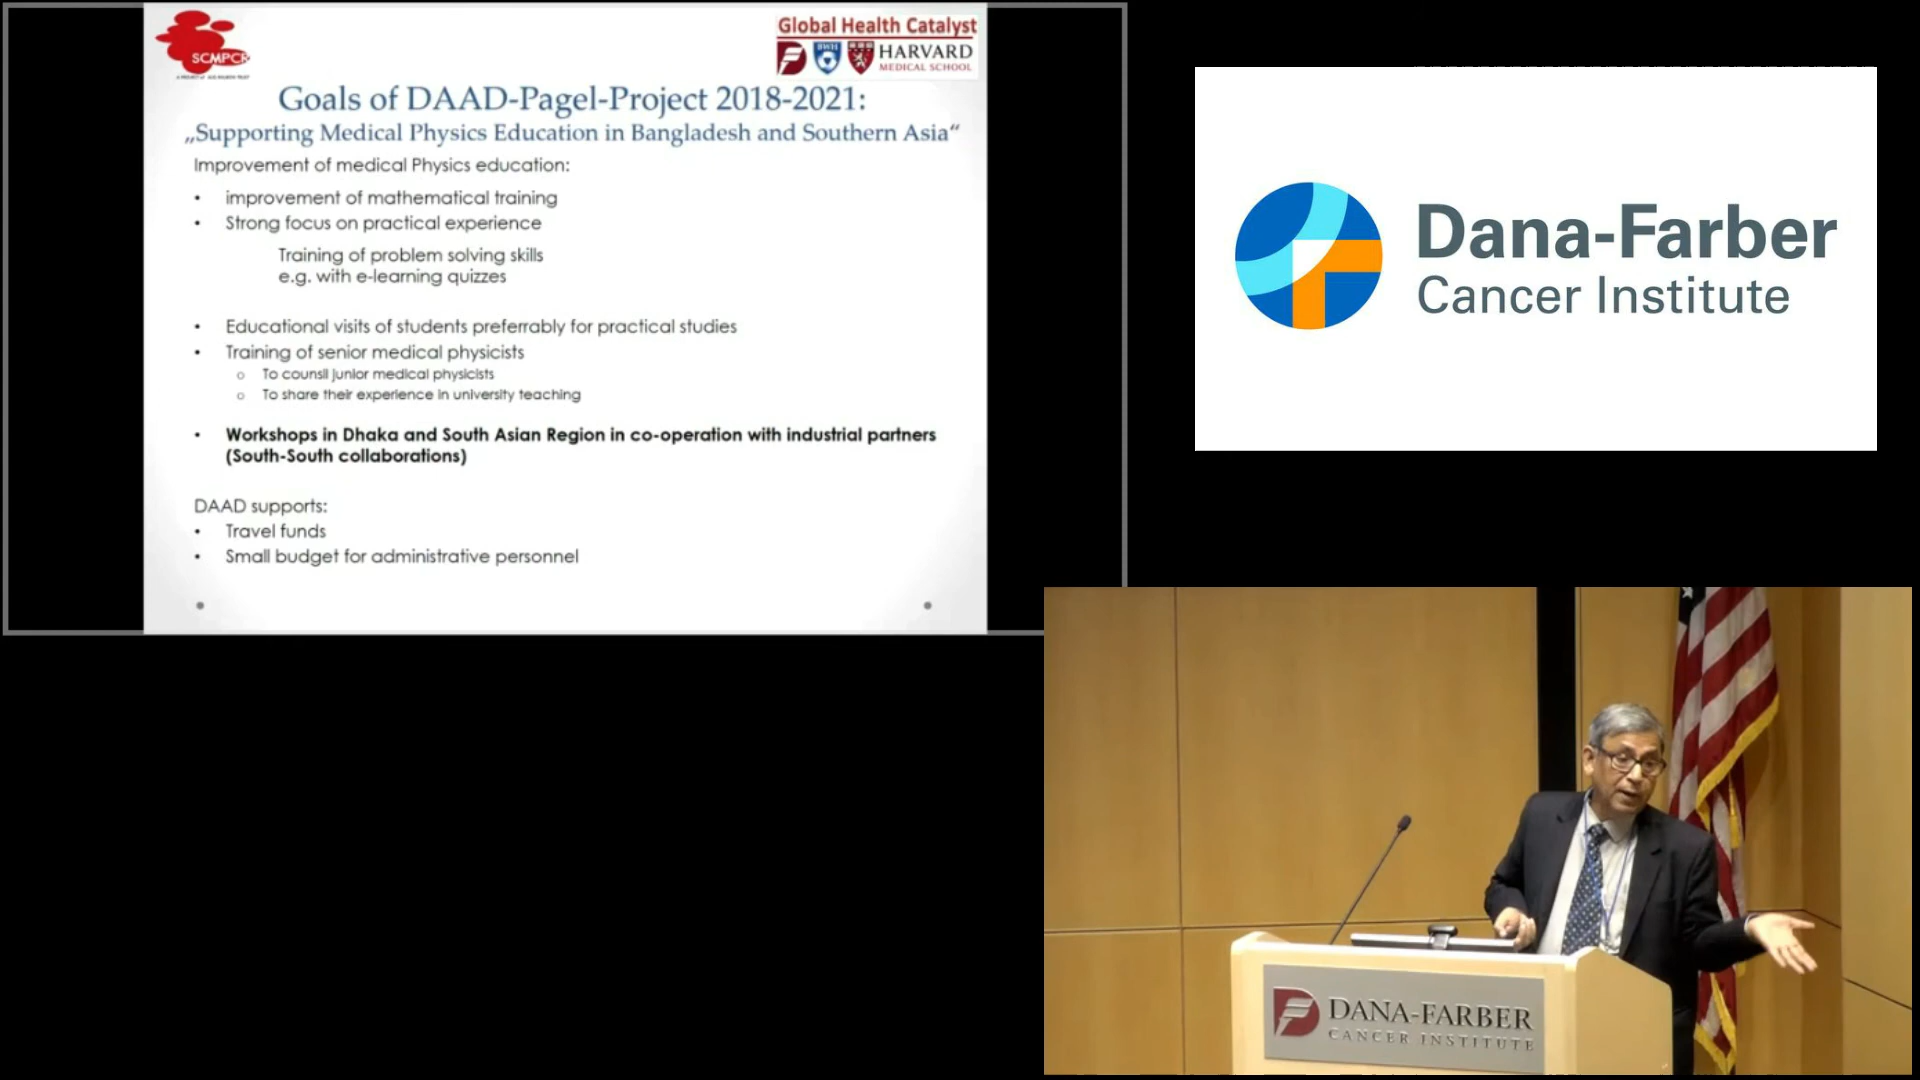 SCMPCR
Global Health Catalyst
BWH
HARVARD
MEDICAL SCHOOL
Goals of DAAD-Pagel-Project 2018-2021:
„Supporting Medical Physics Education in Bangladesh and Southern Asia“
Improvement of medical Physics education:
• improvement of mathematical training
• Strong focus on practical experience
Training of problem solving skills
e.g. with e-learning quizzes
• Educational visits of students preferrably for practical studies
• Training of senior medical physicists
o To counsil junior medical physicists
o To share their experience in university teaching
• Workshops in Dhaka and South Asian Region in co-operation with industrial partners
(South-South collaborations)
DAAD supports:
• Travel funds
• Small budget for administrative personnel
Dana-Farber
Cancer Institute
DANA-FARBER
CANCER INSTITUTE